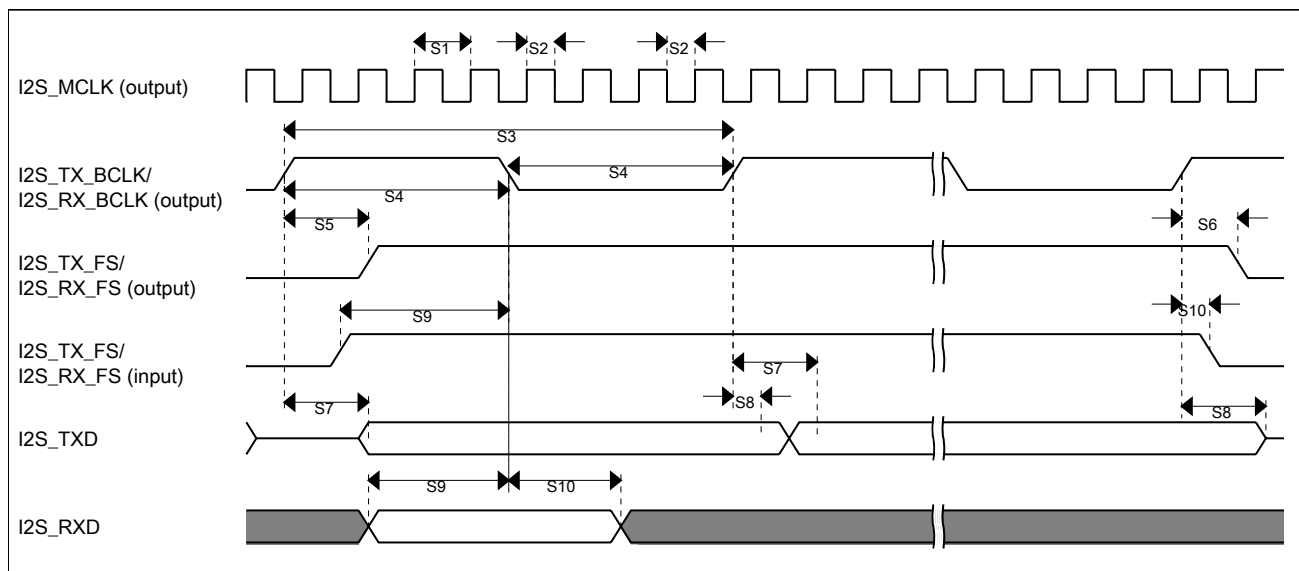 S1 S2 S2
I2S_MCLK (output)
S3
I2S_TX_BCLK/
I2S_RX_BCLK (output)
S4
S4
S5 S6
I2S_TX_FS/
I2S_RX_FS (output)
S9 S10
I2S_TX_FS/
I2S_RX_FS (input)
S7
S7 S8 S8
I2S_TXD
S9 S10
I2S_RXD